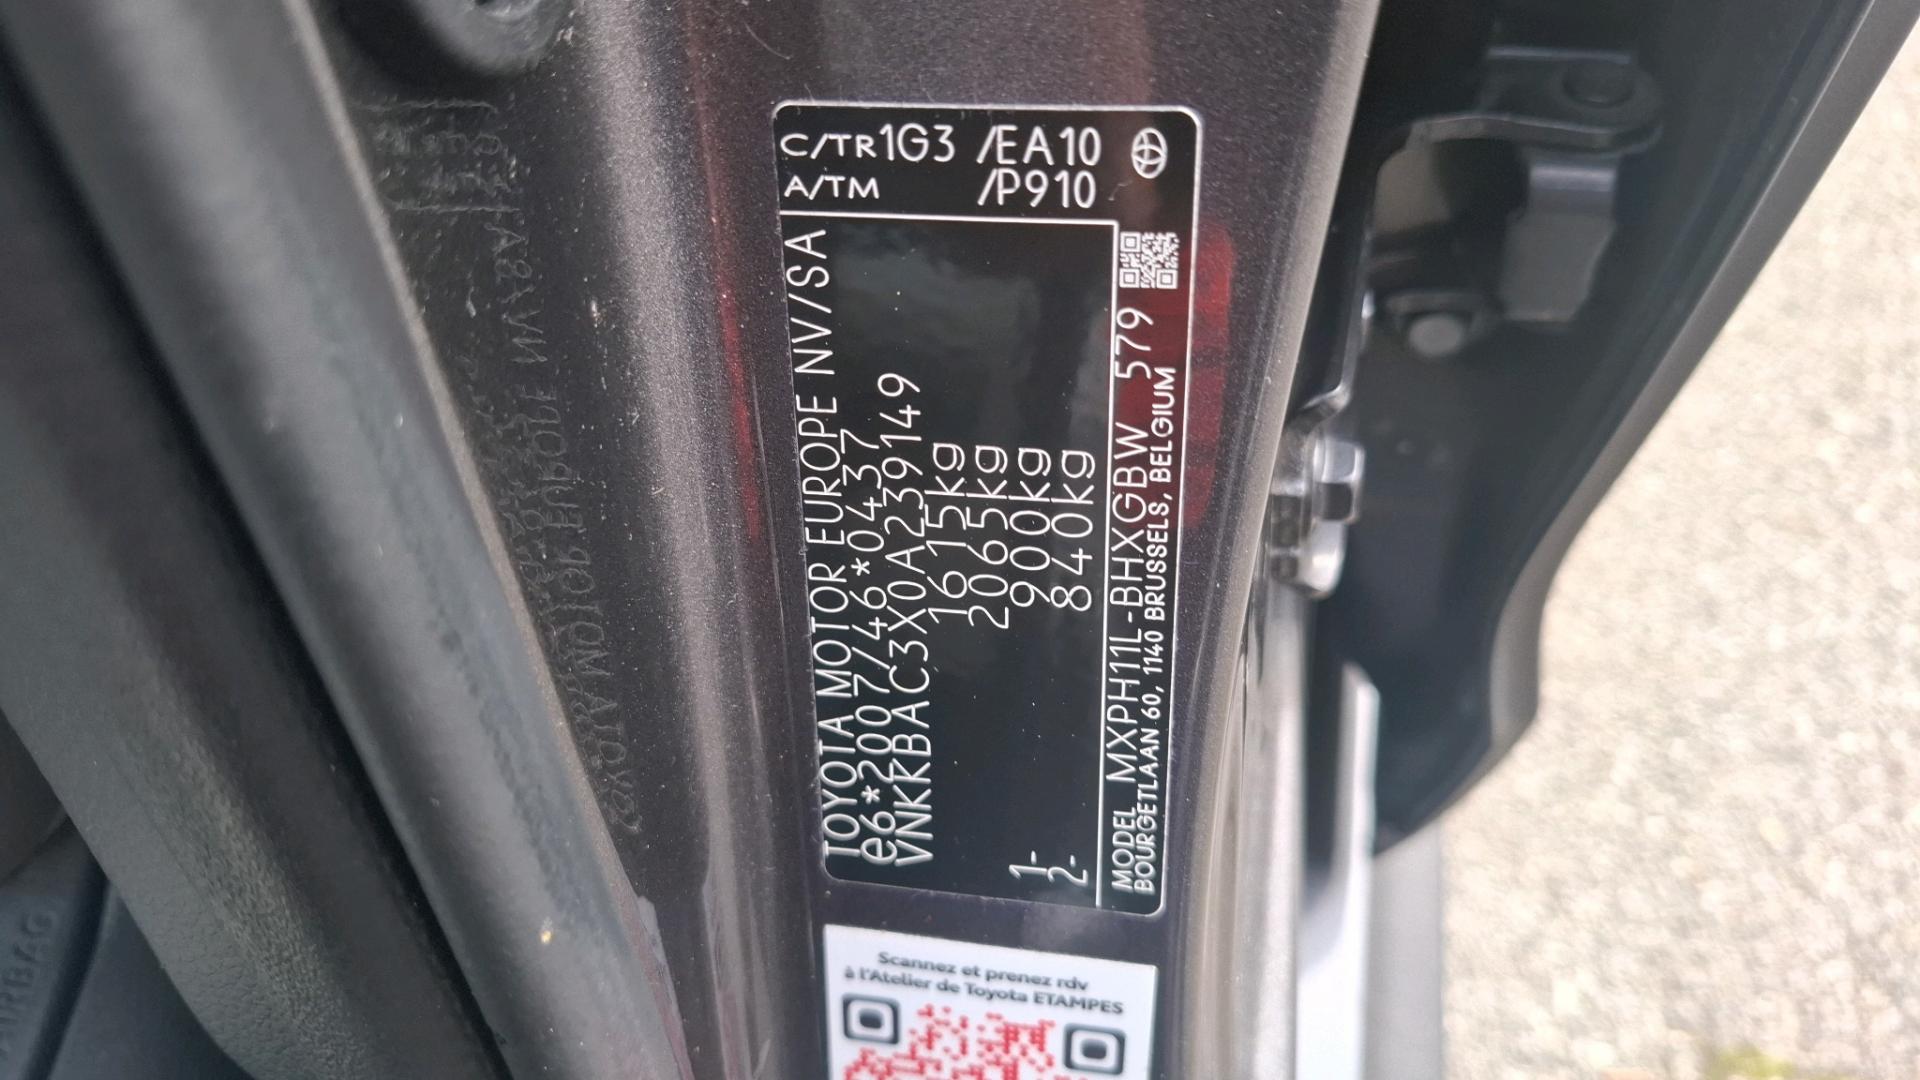 C/TR 1G3 /EA10
A/TM /P910
TOYOTA MOTOR EUROPE NV/SA
e6*2007/46*0437
VNKKBAC3X0A239149
1615kg
2065kg
1- 900kg
2- 840kg
MODEL MXPH11L-BHXGBW 579
BOURGETLAAN 60, 1140 BRUSSELS, BELGIUM
Scannez et prenez rdv
à l'Atelier de Toyota ETAMPES
AIRBAG